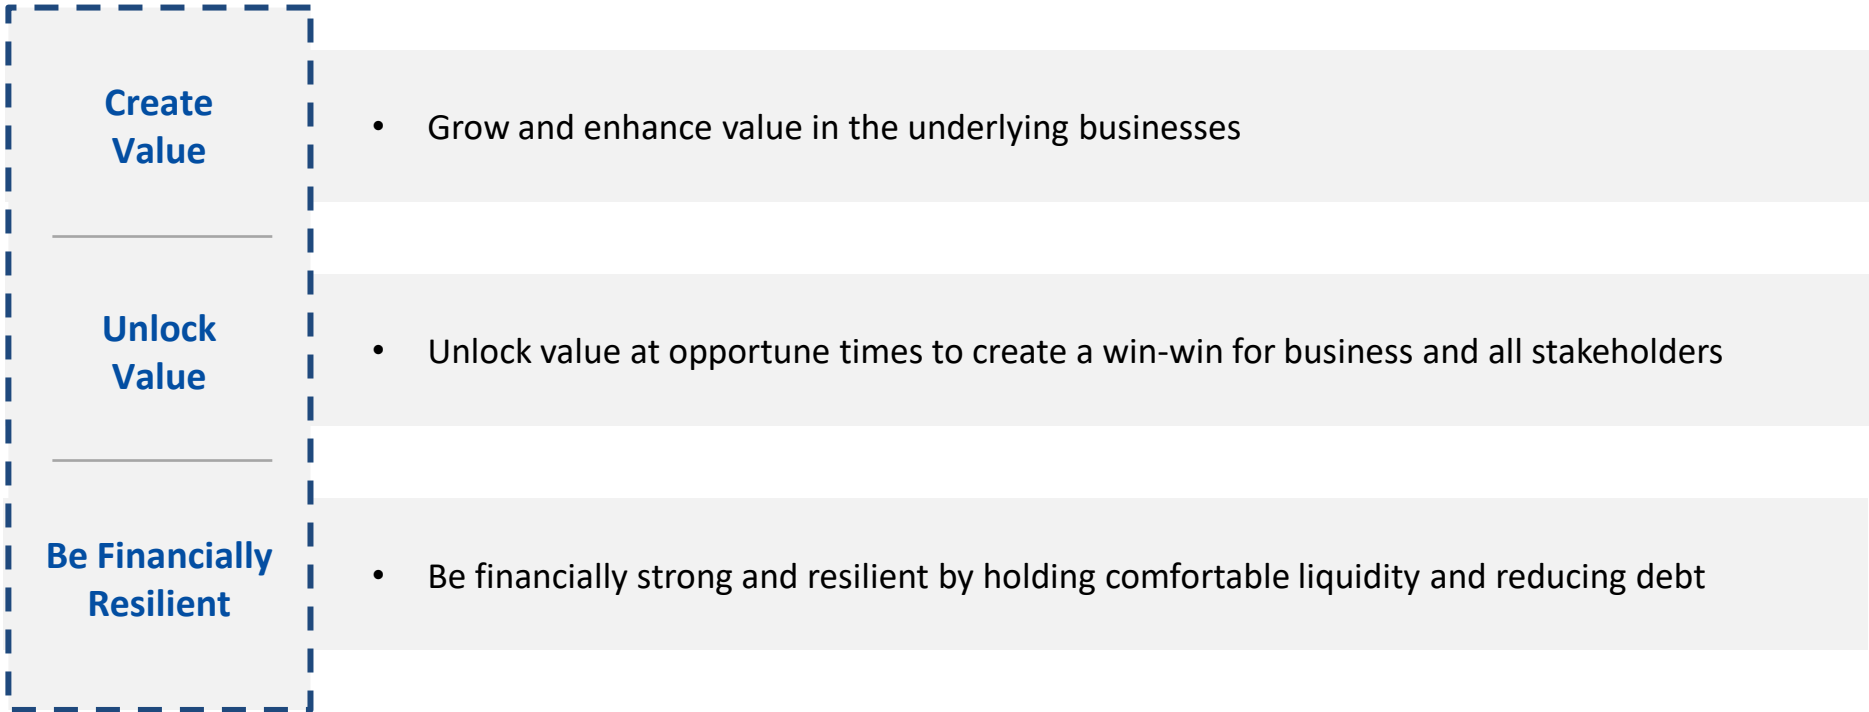 Create
Value
• Grow and enhance value in the underlying businesses
Unlock
Value
• Unlock value at opportune times to create a win-win for business and all stakeholders
Be Financially
Resilient
• Be financially strong and resilient by holding comfortable liquidity and reducing debt